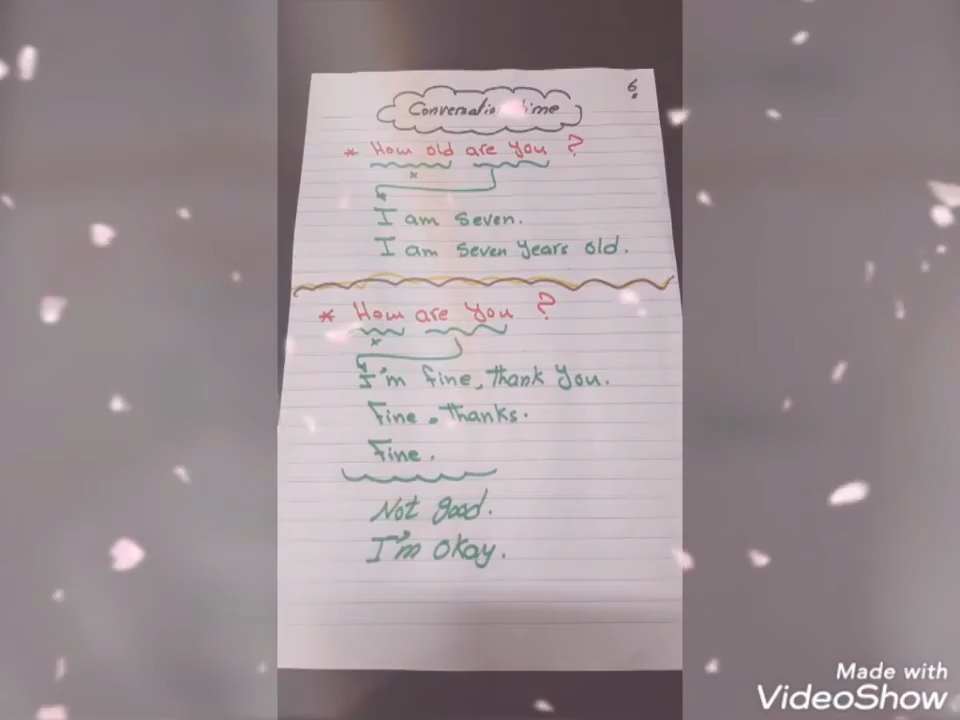 6.
Conversation time
* How old are you ?
x
I am seven.
I am seven years old.
* How are you ?
x
I'm fine, thank you.
Fine, thanks.
Fine.
Not good.
I'm okay.
Made with
VideoShow